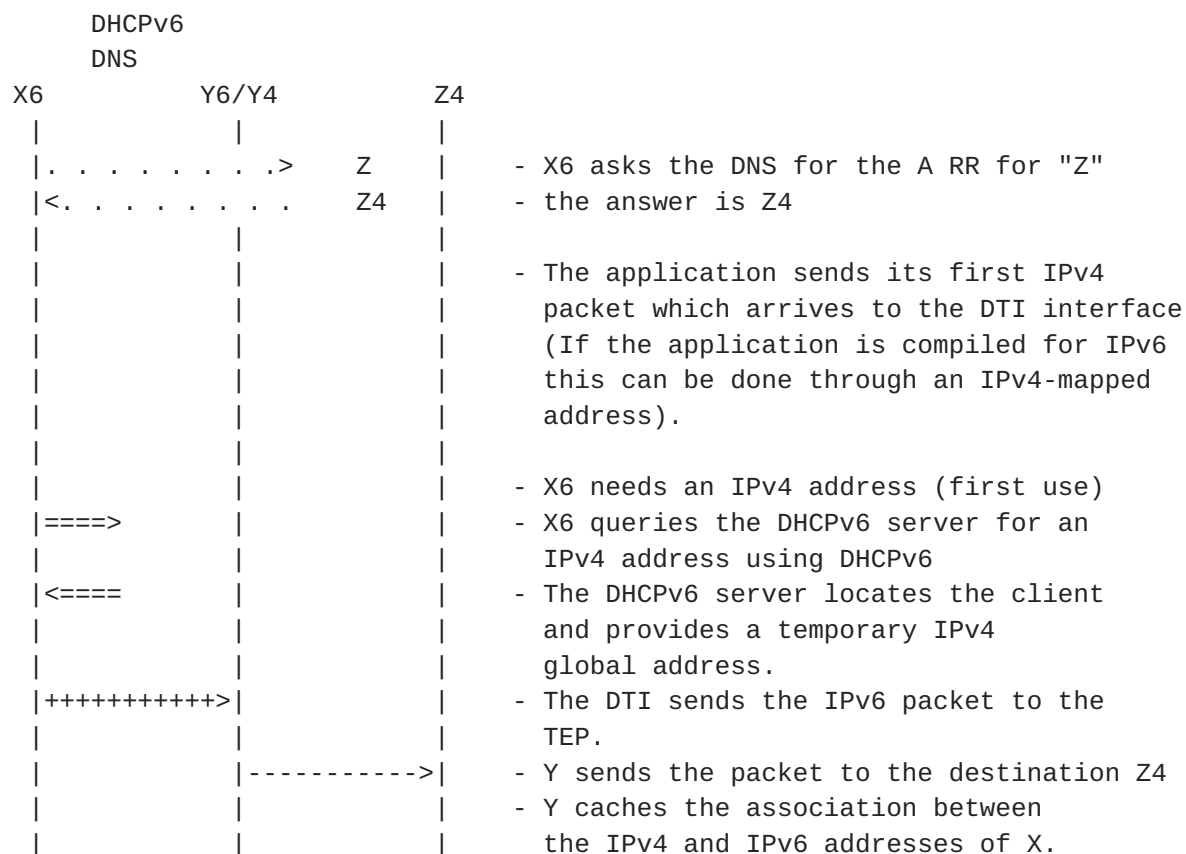 DHCPv6
     DNS
X6          Y6/Y4          Z4
 |            |            |
 |. . . . . . . .>    Z    |    - X6 asks the DNS for the A RR for "Z"
 |<. . . . . . . .    Z4   |    - the answer is Z4
 |            |            |
 |            |            |    - The application sends its first IPv4
 |            |            |      packet which arrives to the DTI interface
 |            |            |      (If the application is compiled for IPv6
 |            |            |      this can be done through an IPv4-mapped
 |            |            |      address).
 |            |            |
 |            |            |    - X6 needs an IPv4 address (first use)
 |====>       |            |    - X6 queries the DHCPv6 server for an
 |            |            |      IPv4 address using DHCPv6
 |<====       |            |    - The DHCPv6 server locates the client
 |            |            |      and provides a temporary IPv4
 |            |            |      global address.
 |+++++++++++>|            |    - The DTI sends the IPv6 packet to the
 |            |            |      TEP.
 |            |----------->|    - Y sends the packet to the destination Z4
 |            |            |    - Y caches the association between
 |            |            |      the IPv4 and IPv6 addresses of X.